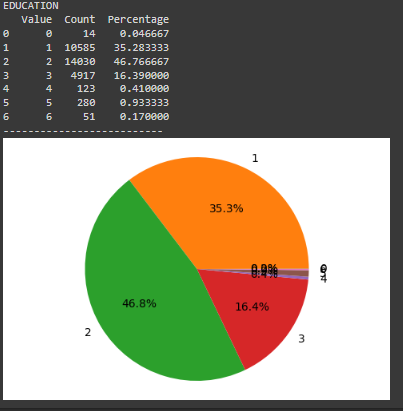 EDUCATION
Value Count Percentage
0 0 14 0.046667
1 1 10585 35.283333
2 2 14030 46.766667
3 3 4917 16.390000
4 4 123 0.410000
5 5 280 0.933333
6 6 51 0.170000
--------------------------
1
35.3%
0
46.8%
16.4%
4
2
3